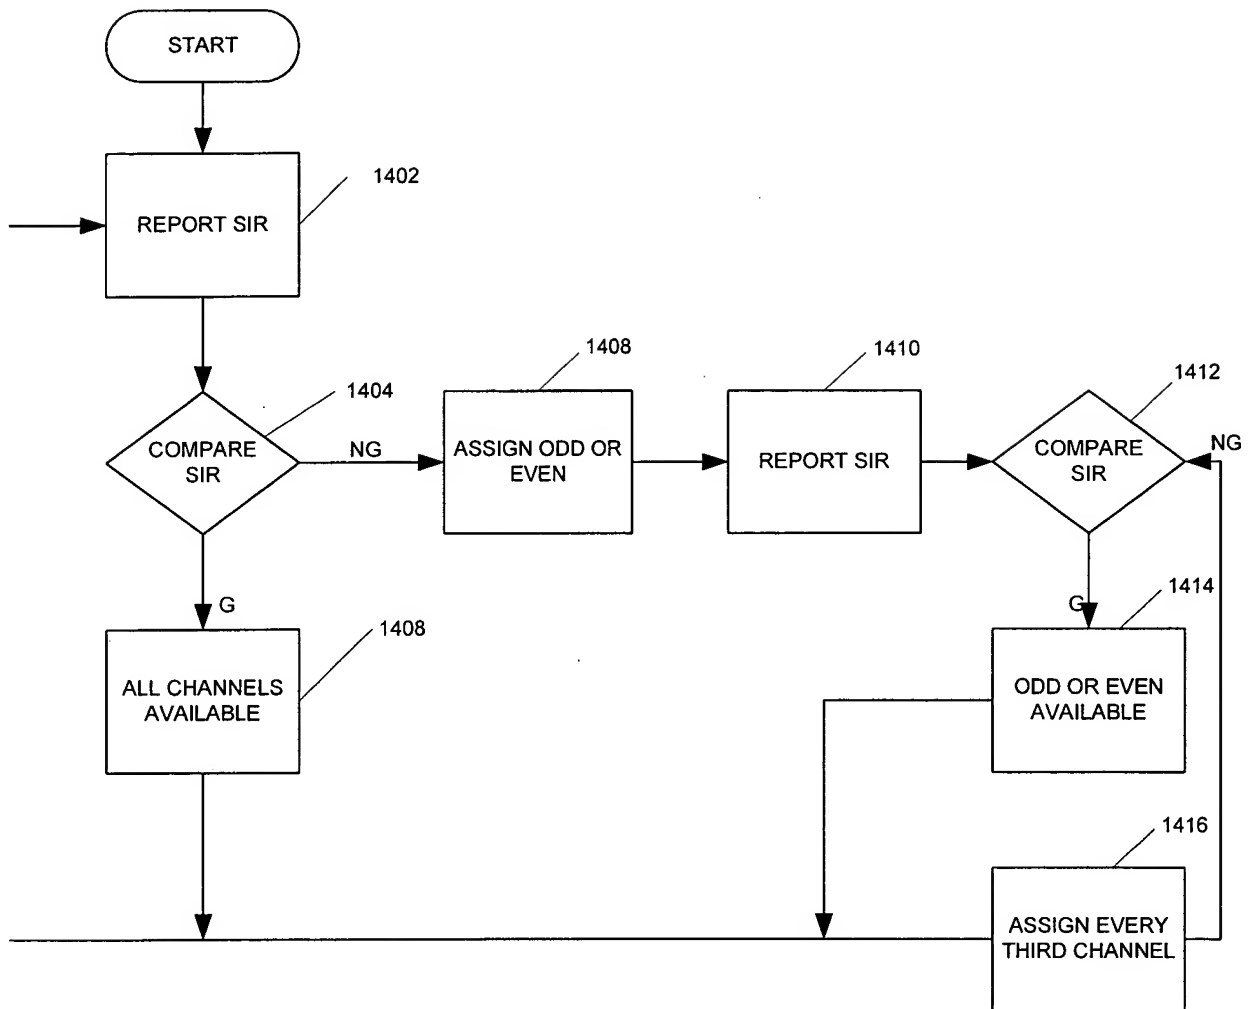 START
1402
REPORT SIR
1404
COMPARE
SIR
NG
1408
ASSIGN ODD OR
EVEN
1410
REPORT SIR
1412
COMPARE
SIR
NG
G
1408
ALL CHANNELS
AVAILABLE
G
1414
ODD OR EVEN
AVAILABLE
1416
ASSIGN EVERY
THIRD CHANNEL